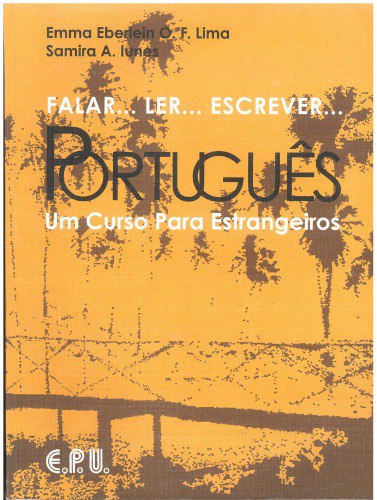 Emma Eberlein O. F. Lima
Samira A. Iunes
FALAR... LER... ESCREVER...
PORTUGUÊS
Um Curso Para Estrangeiros
E.P.U.